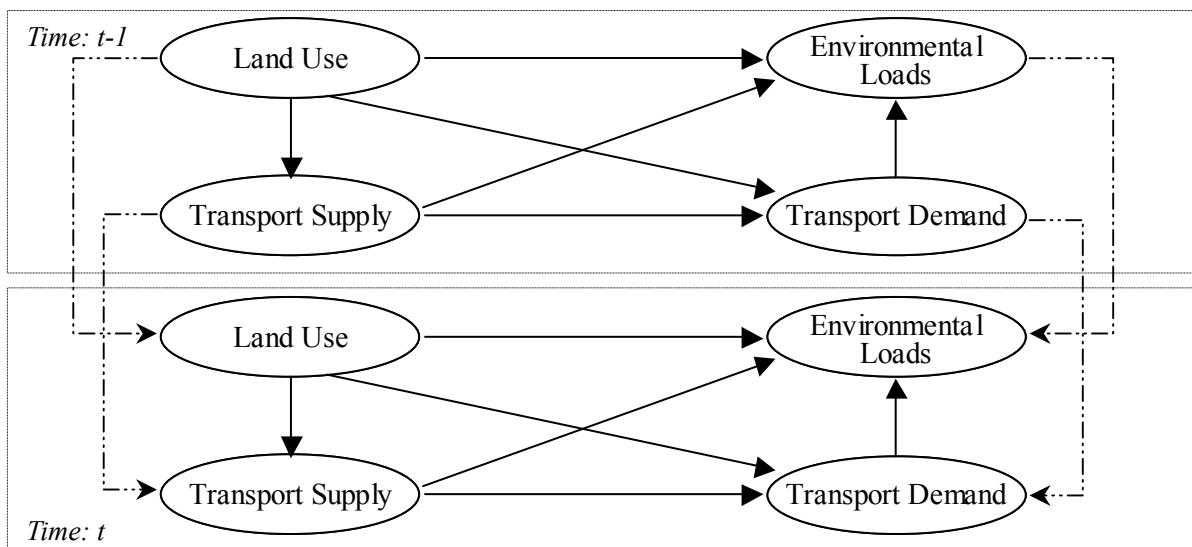 Time: t-1
Land Use
Environmental
Loads
Transport Supply
Transport Demand
Land Use
Environmental
Loads
Transport Supply
Transport Demand
Time: t